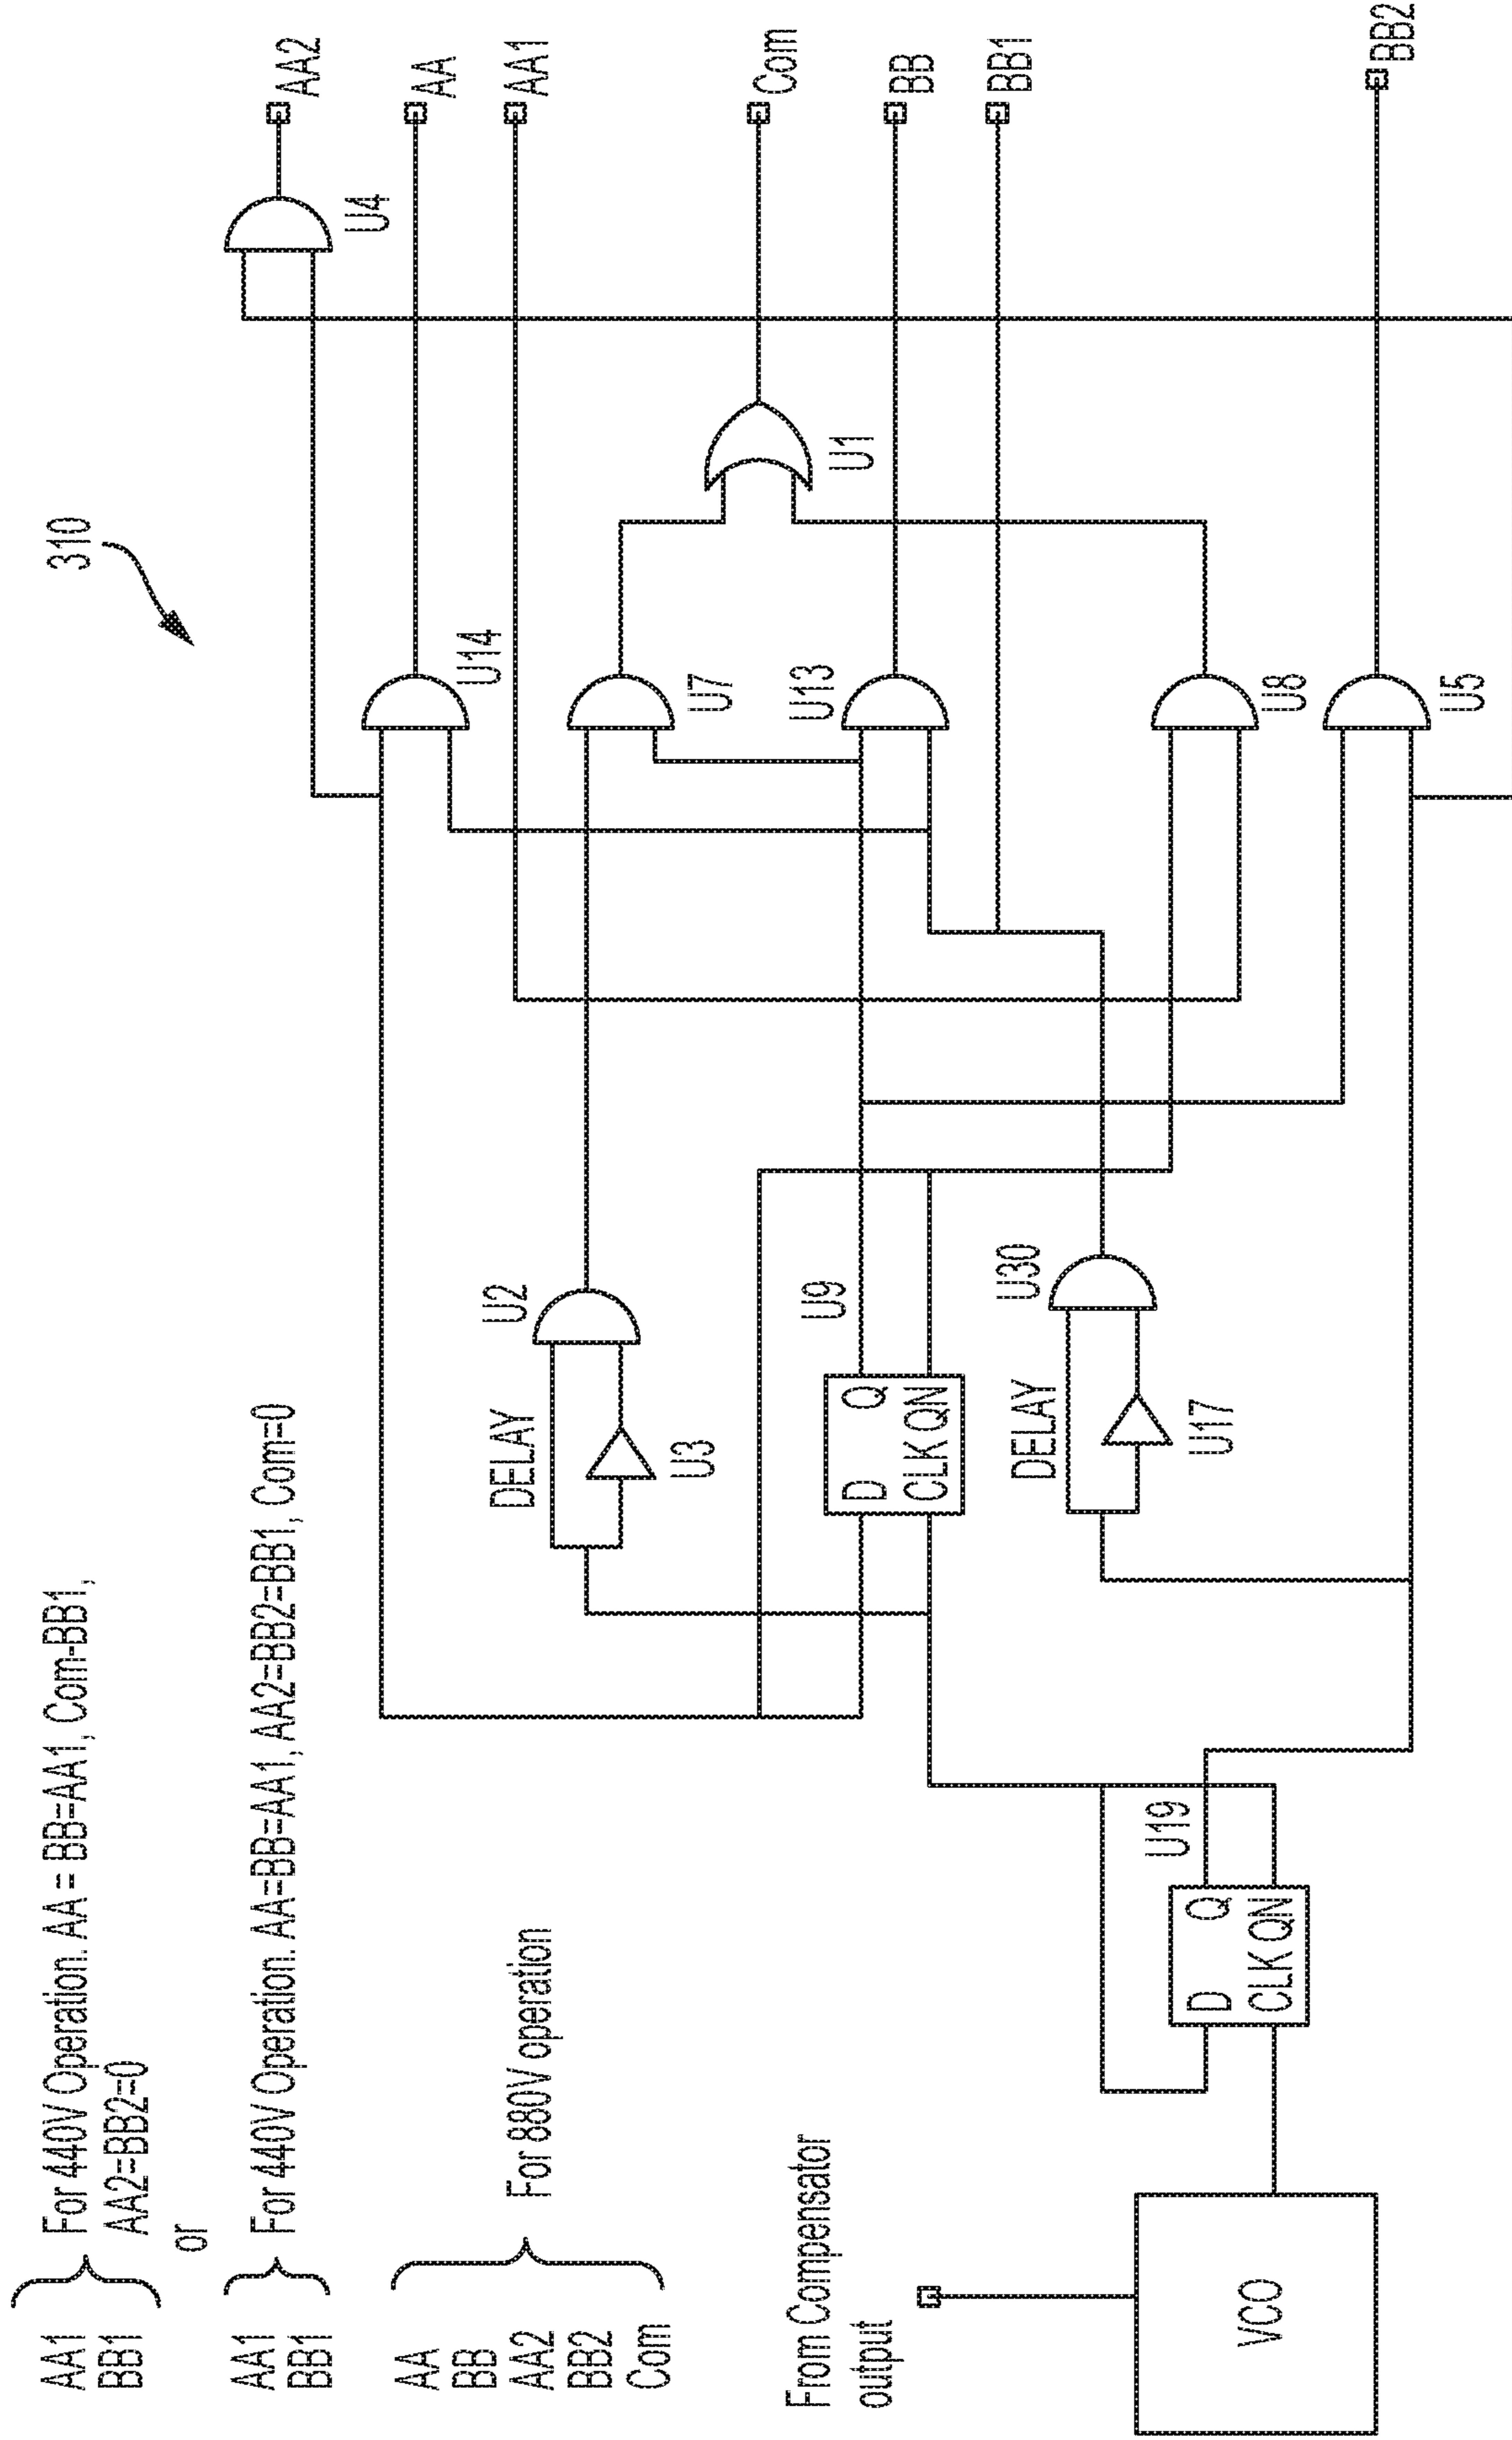 310
AA1
BB1
For 440V Operation. AA = BB=AA1, Com-BB1,
AA2=BB2=0
or
AA1
BB1
For 440V Operation. AA=BB=AA1, AA2=BB2=BB1, Com=0
AA
BB
AA2
BB2
Com
For 880V operation
From Compensator
output
VCO
D Q
CLK QN
U19
DELAY
U3
U2
D Q
CLK QN
U9
DELAY
U17
U30
U14
U7
U13
U8
U5
U1
U4
AA2
AA
AA1
Com
BB
BB1
BB2